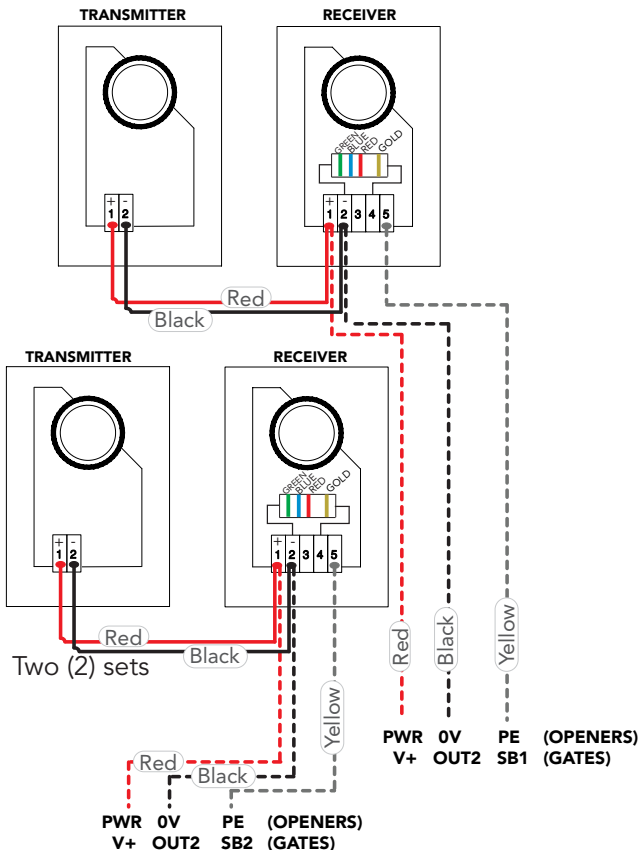 TRANSMITTER
RECEIVER
GREEN
BLUE
RED
GOLD
+ -
1 2
+ -
1 2 3 4 5
Red
Black
TRANSMITTER
RECEIVER
GREEN
BLUE
RED
GOLD
+ -
1 2
+ -
1 2 3 4 5
Red
Black
Two (2) sets
Red
Black
Yellow
PWR 0V PE (OPENERS)
V+ OUT2 SB1 (GATES)
Yellow
Red
Black
PWR 0V PE (OPENERS)
V+ OUT2 SB2 (GATES)